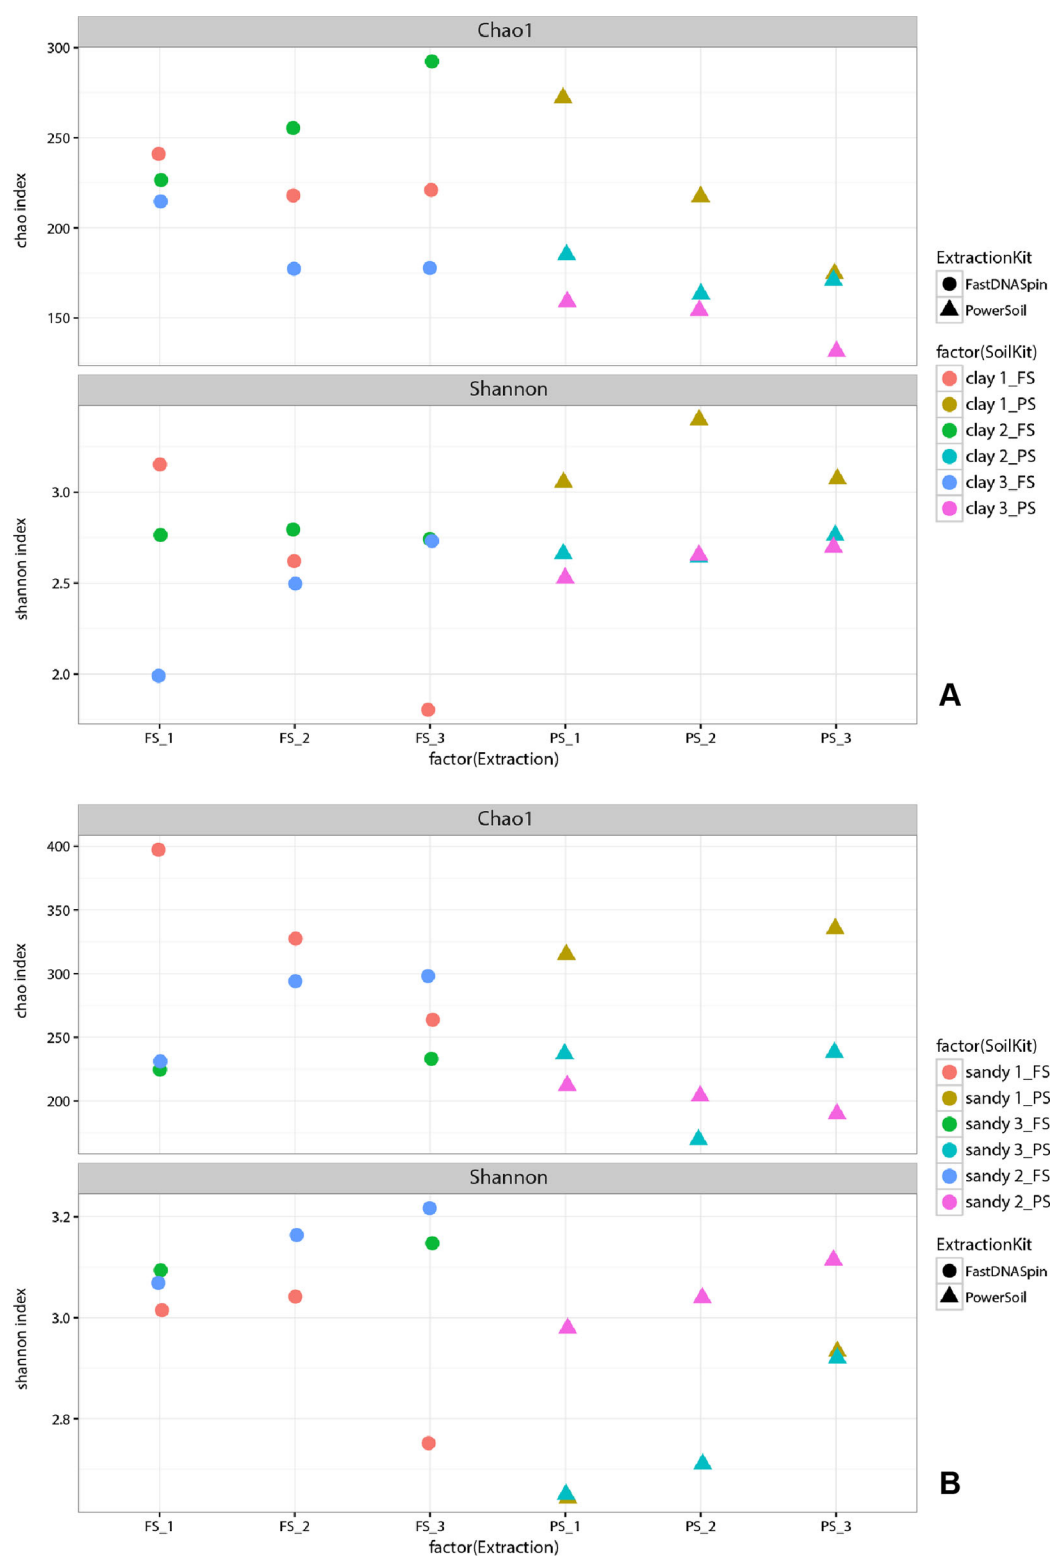 Chao1
300
250
200
150
chao index
Shannon
3.0
2.5
2.0
shannon index
FS_1 FS_2 FS_3 PS_1 PS_2 PS_3
factor(Extraction)
ExtractionKit
FastDNASpin
PowerSoil
factor(SoilKit)
clay 1_FS
clay 1_PS
clay 2_FS
clay 2_PS
clay 3_FS
clay 3_PS
A
Chao1
400
350
300
250
200
chao index
Shannon
3.2
3.0
2.8
shannon index
FS_1 FS_2 FS_3 PS_1 PS_2 PS_3
factor(Extraction)
factor(SoilKit)
sandy 1_FS
sandy 1_PS
sandy 3_FS
sandy 3_PS
sandy 2_FS
sandy 2_PS
ExtractionKit
FastDNASpin
PowerSoil
B